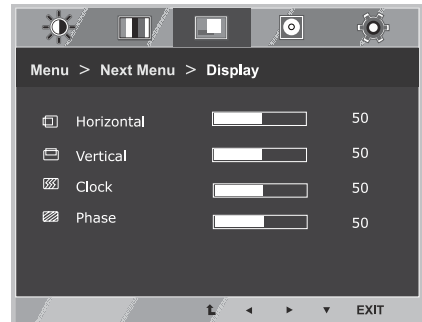 Menu > Next Menu > Display
Horizontal 50
Vertical 50
Clock 50
Phase 50
EXIT